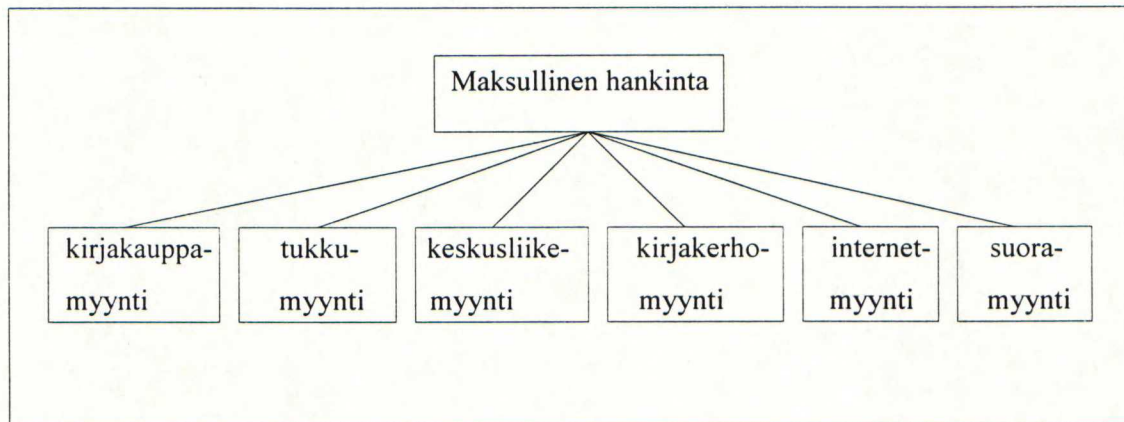 Maksullinen hankinta
kirjakauppa-
myynti
tukku-
myynti
keskusliike-
myynti
kirjakerho-
myynti
internet-
myynti
suora-
myynti